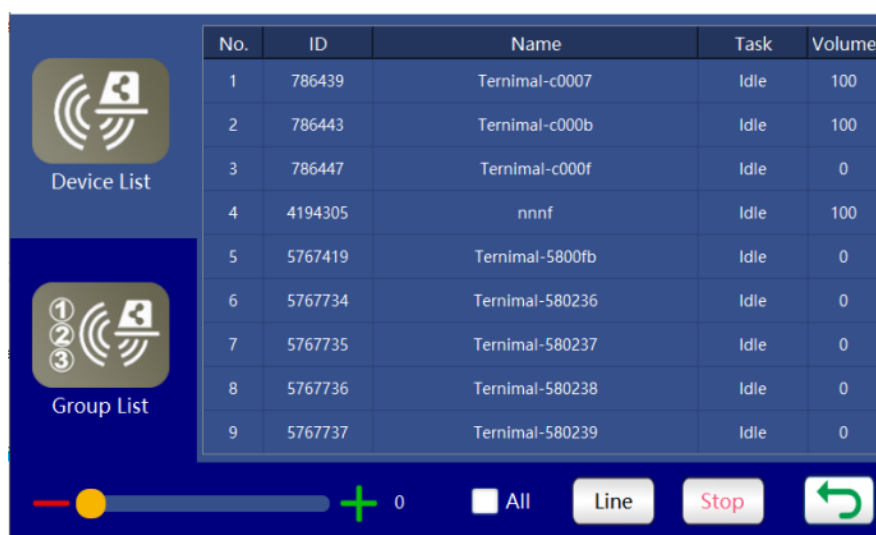 No. ID Name Task Volume
1 786439 Ternimal-c0007 Idle 100
2 786443 Ternimal-c000b Idle 100
3 786447 Ternimal-c000f Idle 0
Device List
4 4194305 nnnf Idle 100
5 5767419 Ternimal-5800fb Idle 0
6 5767734 Ternimal-580236 Idle 0
7 5767735 Ternimal-580237 Idle 0
8 5767736 Ternimal-580238 Idle 0
9 5767737 Ternimal-580239 Idle 0
1
2
3
Group List
0 All Line Stop